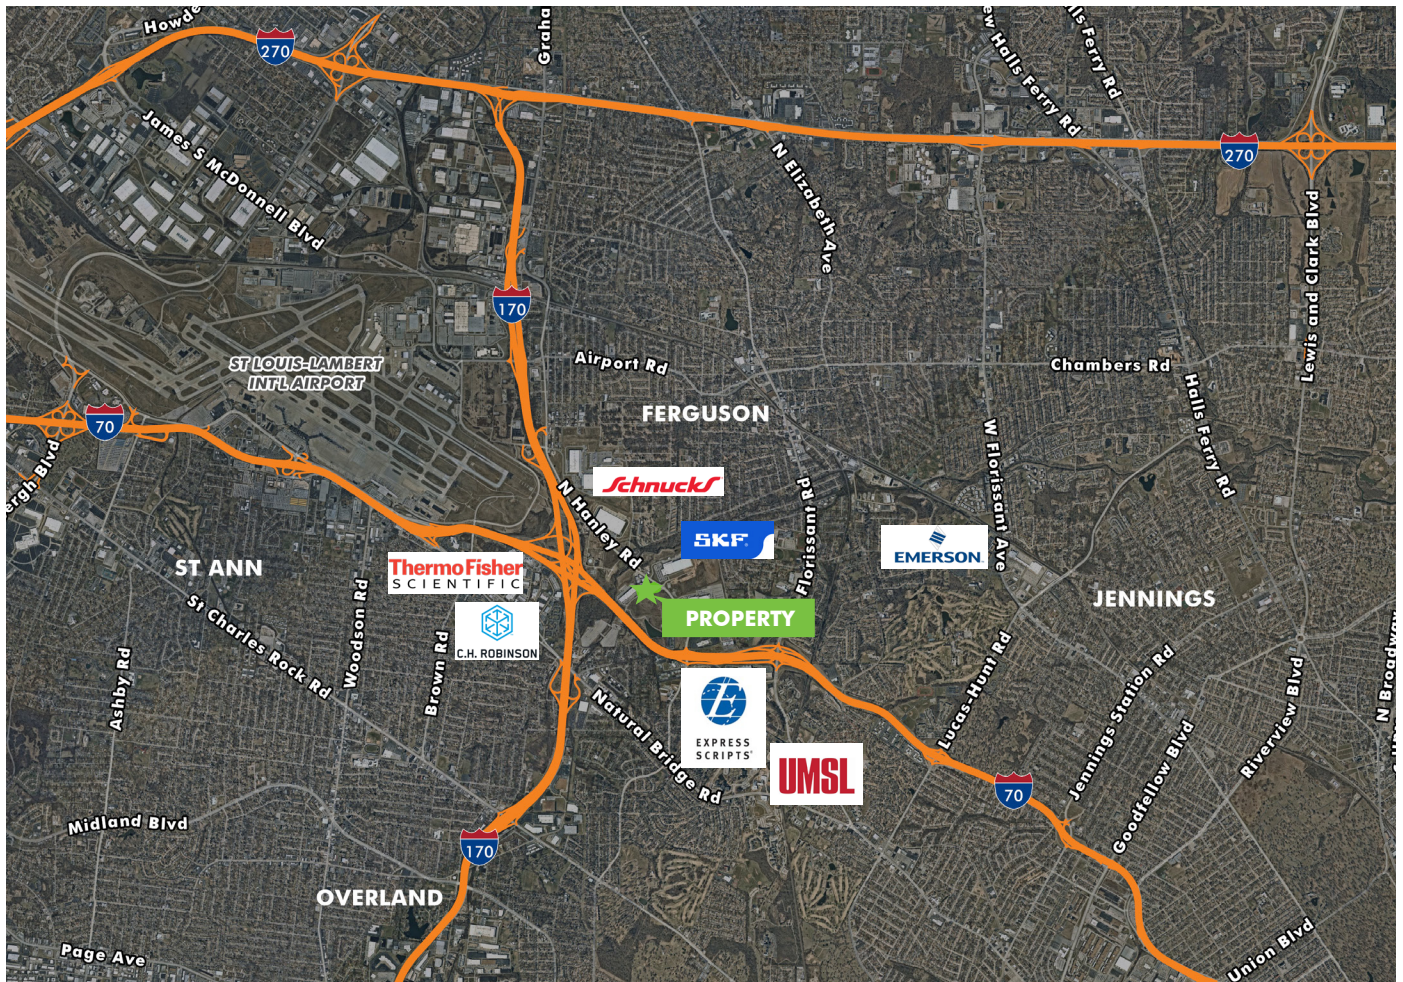 Howde
270
Graha
ew Halls Ferry Rd
lls Ferry Rd
James S McDonnell Blvd
N Elizabeth Ave
270
Lewis and Clark Blvd
170
ST LOUIS-LAMBERT
INT'L AIRPORT
Airport Rd
Chambers Rd
Halls Ferry Rd
70
FERGUSON
W Florissant Ave
ergh Blvd
Schnucks
N Hanley Rd
Florissant Rd
SKF
EMERSON
ST ANN
ThermoFisher
SCIENTIFIC
JENNINGS
PROPERTY
St Charles Rock Rd
Woodson Rd
C.H. ROBINSON
Brown Rd
Ashby Rd
Lucas-Hunt Rd
Jennings Station Rd
Riverview Blvd
N Broadway
Natural Bridge Rd
EXPRESS
SCRIPTS
UMSL
70
Goodfellow Blvd
Midland Blvd
170
OVERLAND
Page Ave
Union Blvd